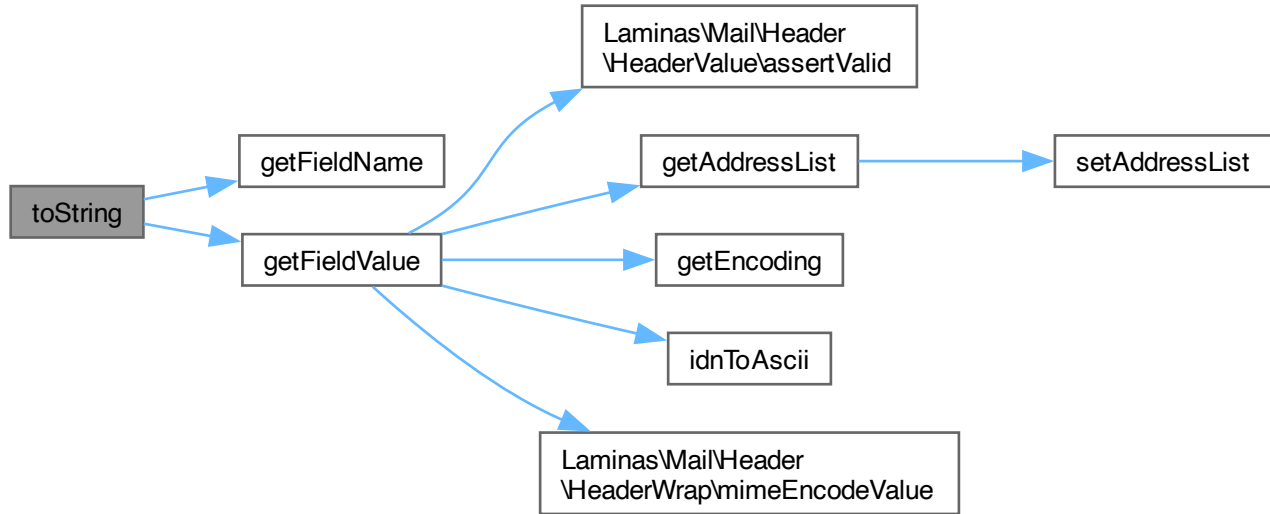 toString
getFieldName
getFieldValue
Laminas\Mail\Header
\HeaderValue\assertValid
getAddressList
setAddressList
getEncoding
idnToAscii
Laminas\Mail\Header
\HeaderWrap\mimeEncodeValue